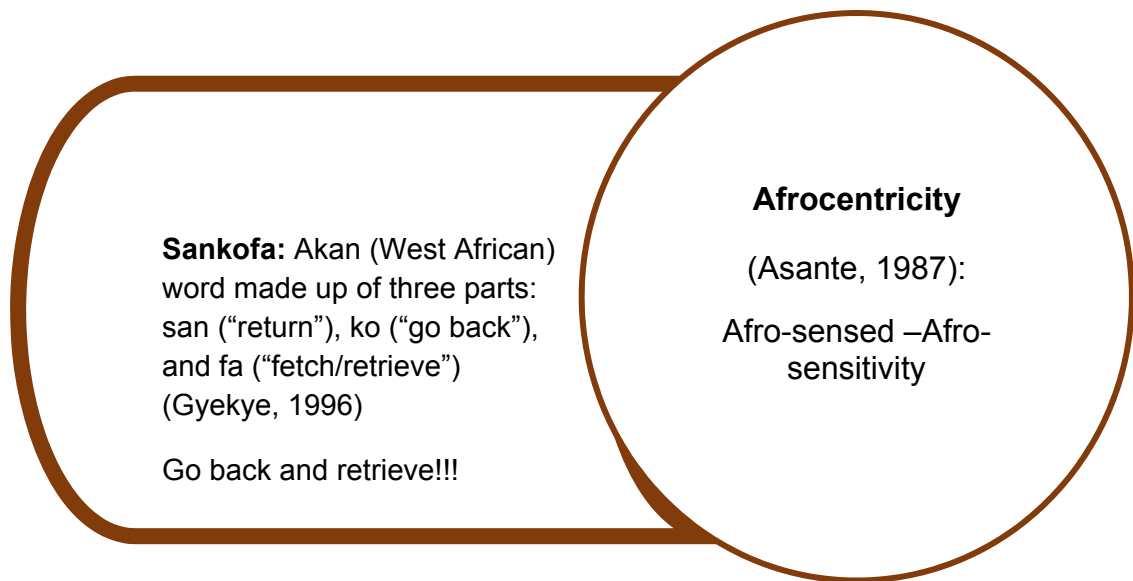 Sankofa: Akan (West African)
word made up of three parts:
san (“return”), ko (“go back”),
and fa (“fetch/retrieve”)
(Gyekye, 1996)
Go back and retrieve!!!
Afrocentricity
(Asante, 1987):
Afro-sensed –Afro-
sensitivity